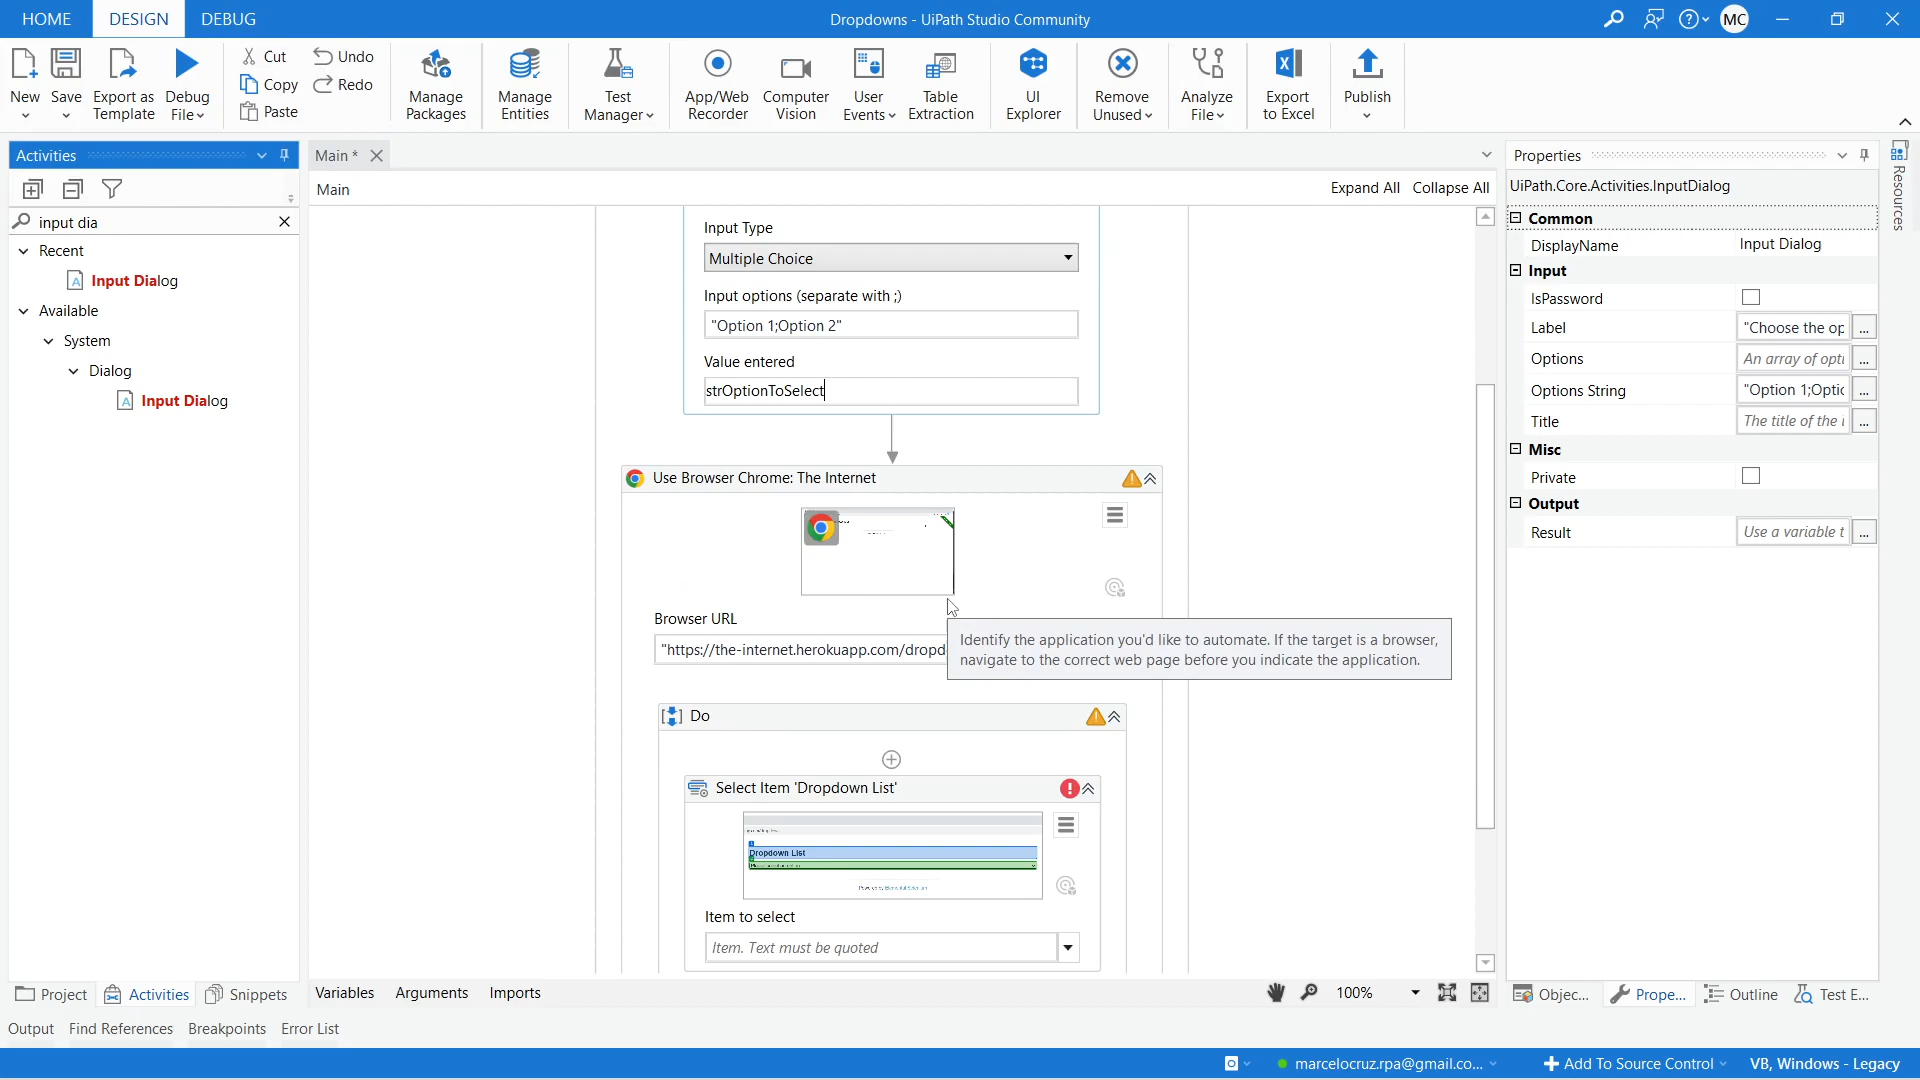 HOME
DESIGN
DEBUG
Dropdowns - UiPath Studio Community
MC
New
Save
Export as
Template
Debug
File
Cut
Copy
Paste
Undo
Redo
Manage
Packages
Manage
Entities
Test
Manager
App/Web
Recorder
Computer
Vision
User
Events
Table
Extraction
UI
Explorer
Remove
Unused
Analyze
File
Export
to Excel
Publish
Activities
input dia
Recent
Input Dialog
Available
System
Dialog
Input Dialog
Main *
Main
Expand All
Collapse All
Input Type
Multiple Choice
Input options (separate with ;)
"Option 1;Option 2"
Value entered
strOptionToSelect
Use Browser Chrome: The Internet
Browser URL
"https://the-internet.herokuapp.com/dropd
Identify the application you'd like to automate. If the target is a browser,
navigate to the correct web page before you indicate the application.
Do
Select Item 'Dropdown List'
Dropdown List
Powered by Elemental Selenium
Item to select
Item. Text must be quoted
Properties
UiPath.Core.Activities.InputDialog
Common
DisplayName
Input Dialog
Input
IsPassword
Label
"Choose the op
...
Options
An array of opti
...
Options String
"Option 1;Optic
...
Title
The title of the i
...
Misc
Private
Output
Result
Use a variable t
...
Resources
Project
Activities
Snippets
Variables
Arguments
Imports
100%
Objec...
Prope...
Outline
Test E...
Output
Find References
Breakpoints
Error List
marcelocruz.rpa@gmail.co...
Add To Source Control
VB, Windows - Legacy